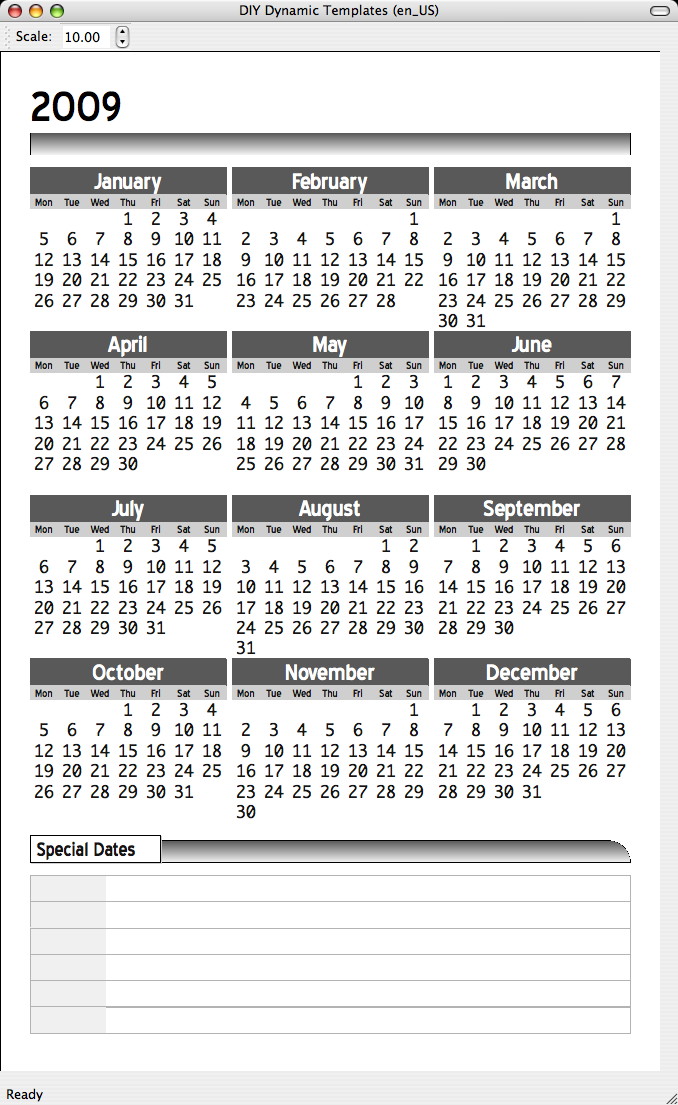 DIY Dynamic Templates (en_US)
Scale: 10.00
2009
January February March
Mon Tue Wed Thu Fri Sat Sun Mon Tue Wed Thu Fri Sat Sun Mon Tue Wed Thu Fri Sat Sun
1 2 3 4 1 1
5 6 7 8 9 10 11 2 3 4 5 6 7 8 2 3 4 5 6 7 8
12 13 14 15 16 17 18 9 10 11 12 13 14 15 9 10 11 12 13 14 15
19 20 21 22 23 24 25 16 17 18 19 20 21 22 16 17 18 19 20 21 22
26 27 28 29 30 31 23 24 25 26 27 28 23 24 25 26 27 28 29
30 31
April May June
Mon Tue Wed Thu Fri Sat Sun Mon Tue Wed Thu Fri Sat Sun Mon Tue Wed Thu Fri Sat Sun
1 2 3 4 5 1 2 3 1 2 3 4 5 6 7
6 7 8 9 10 11 12 4 5 6 7 8 9 10 8 9 10 11 12 13 14
13 14 15 16 17 18 19 11 12 13 14 15 16 17 15 16 17 18 19 20 21
20 21 22 23 24 25 26 18 19 20 21 22 23 24 22 23 24 25 26 27 28
27 28 29 30 25 26 27 28 29 30 31 29 30
July August September
Mon Tue Wed Thu Fri Sat Sun Mon Tue Wed Thu Fri Sat Sun Mon Tue Wed Thu Fri Sat Sun
1 2 3 4 5 1 2 1 2 3 4 5 6
6 7 8 9 10 11 12 3 4 5 6 7 8 9 7 8 9 10 11 12 13
13 14 15 16 17 18 19 10 11 12 13 14 15 16 14 15 16 17 18 19 20
20 21 22 23 24 25 26 17 18 19 20 21 22 23 21 22 23 24 25 26 27
27 28 29 30 31 24 25 26 27 28 29 30 28 29 30
31
October November December
Mon Tue Wed Thu Fri Sat Sun Mon Tue Wed Thu Fri Sat Sun Mon Tue Wed Thu Fri Sat Sun
1 2 3 4 1 1 2 3 4 5 6
5 6 7 8 9 10 11 2 3 4 5 6 7 8 7 8 9 10 11 12 13
12 13 14 15 16 17 18 9 10 11 12 13 14 15 14 15 16 17 18 19 20
19 20 21 22 23 24 25 16 17 18 19 20 21 22 21 22 23 24 25 26 27
26 27 28 29 30 31 23 24 25 26 27 28 29 28 29 30 31
30
Special Dates
Ready